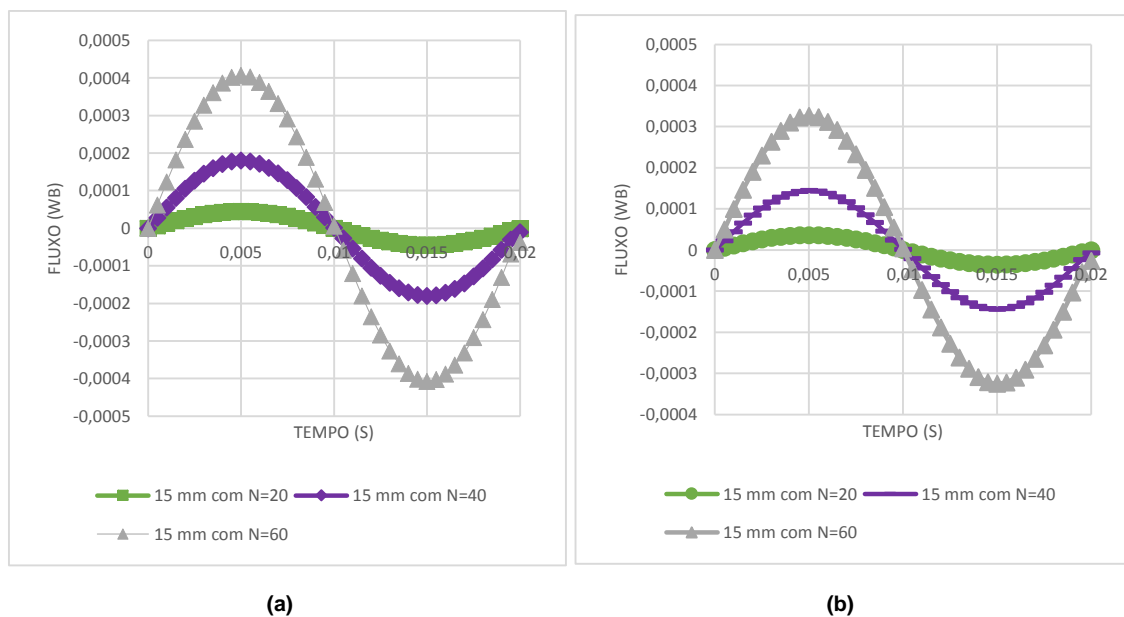 0,0005
0,0004
0,0003
0,0002
0,0001
0
-0,0001
-0,0002
-0,0003
-0,0004
-0,0005
0
0,005
0,01
0,015
0,02
FLUXO (WB)
TEMPO (S)
15 mm com N=20
15 mm com N=40
15 mm com N=60
(a)
0,0005
0,0004
0,0003
0,0002
0,0001
0
-0,0001
-0,0002
-0,0003
-0,0004
0
0,005
0,01
0,015
0,02
FLUXO (WB)
TEMPO (S)
15 mm com N=20
15 mm com N=40
15 mm com N=60
(b)